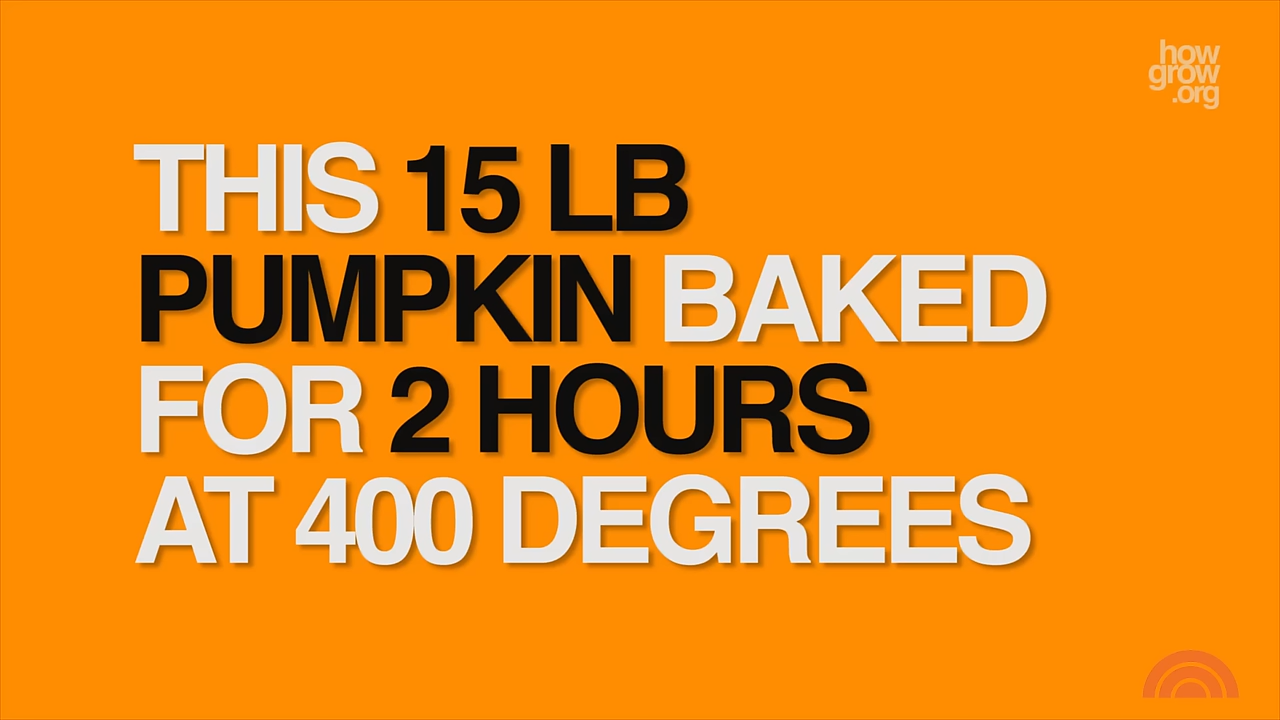 how
grow
.org
THIS 15 LB
PUMPKIN BAKED
FOR 2 HOURS
AT 400 DEGREES